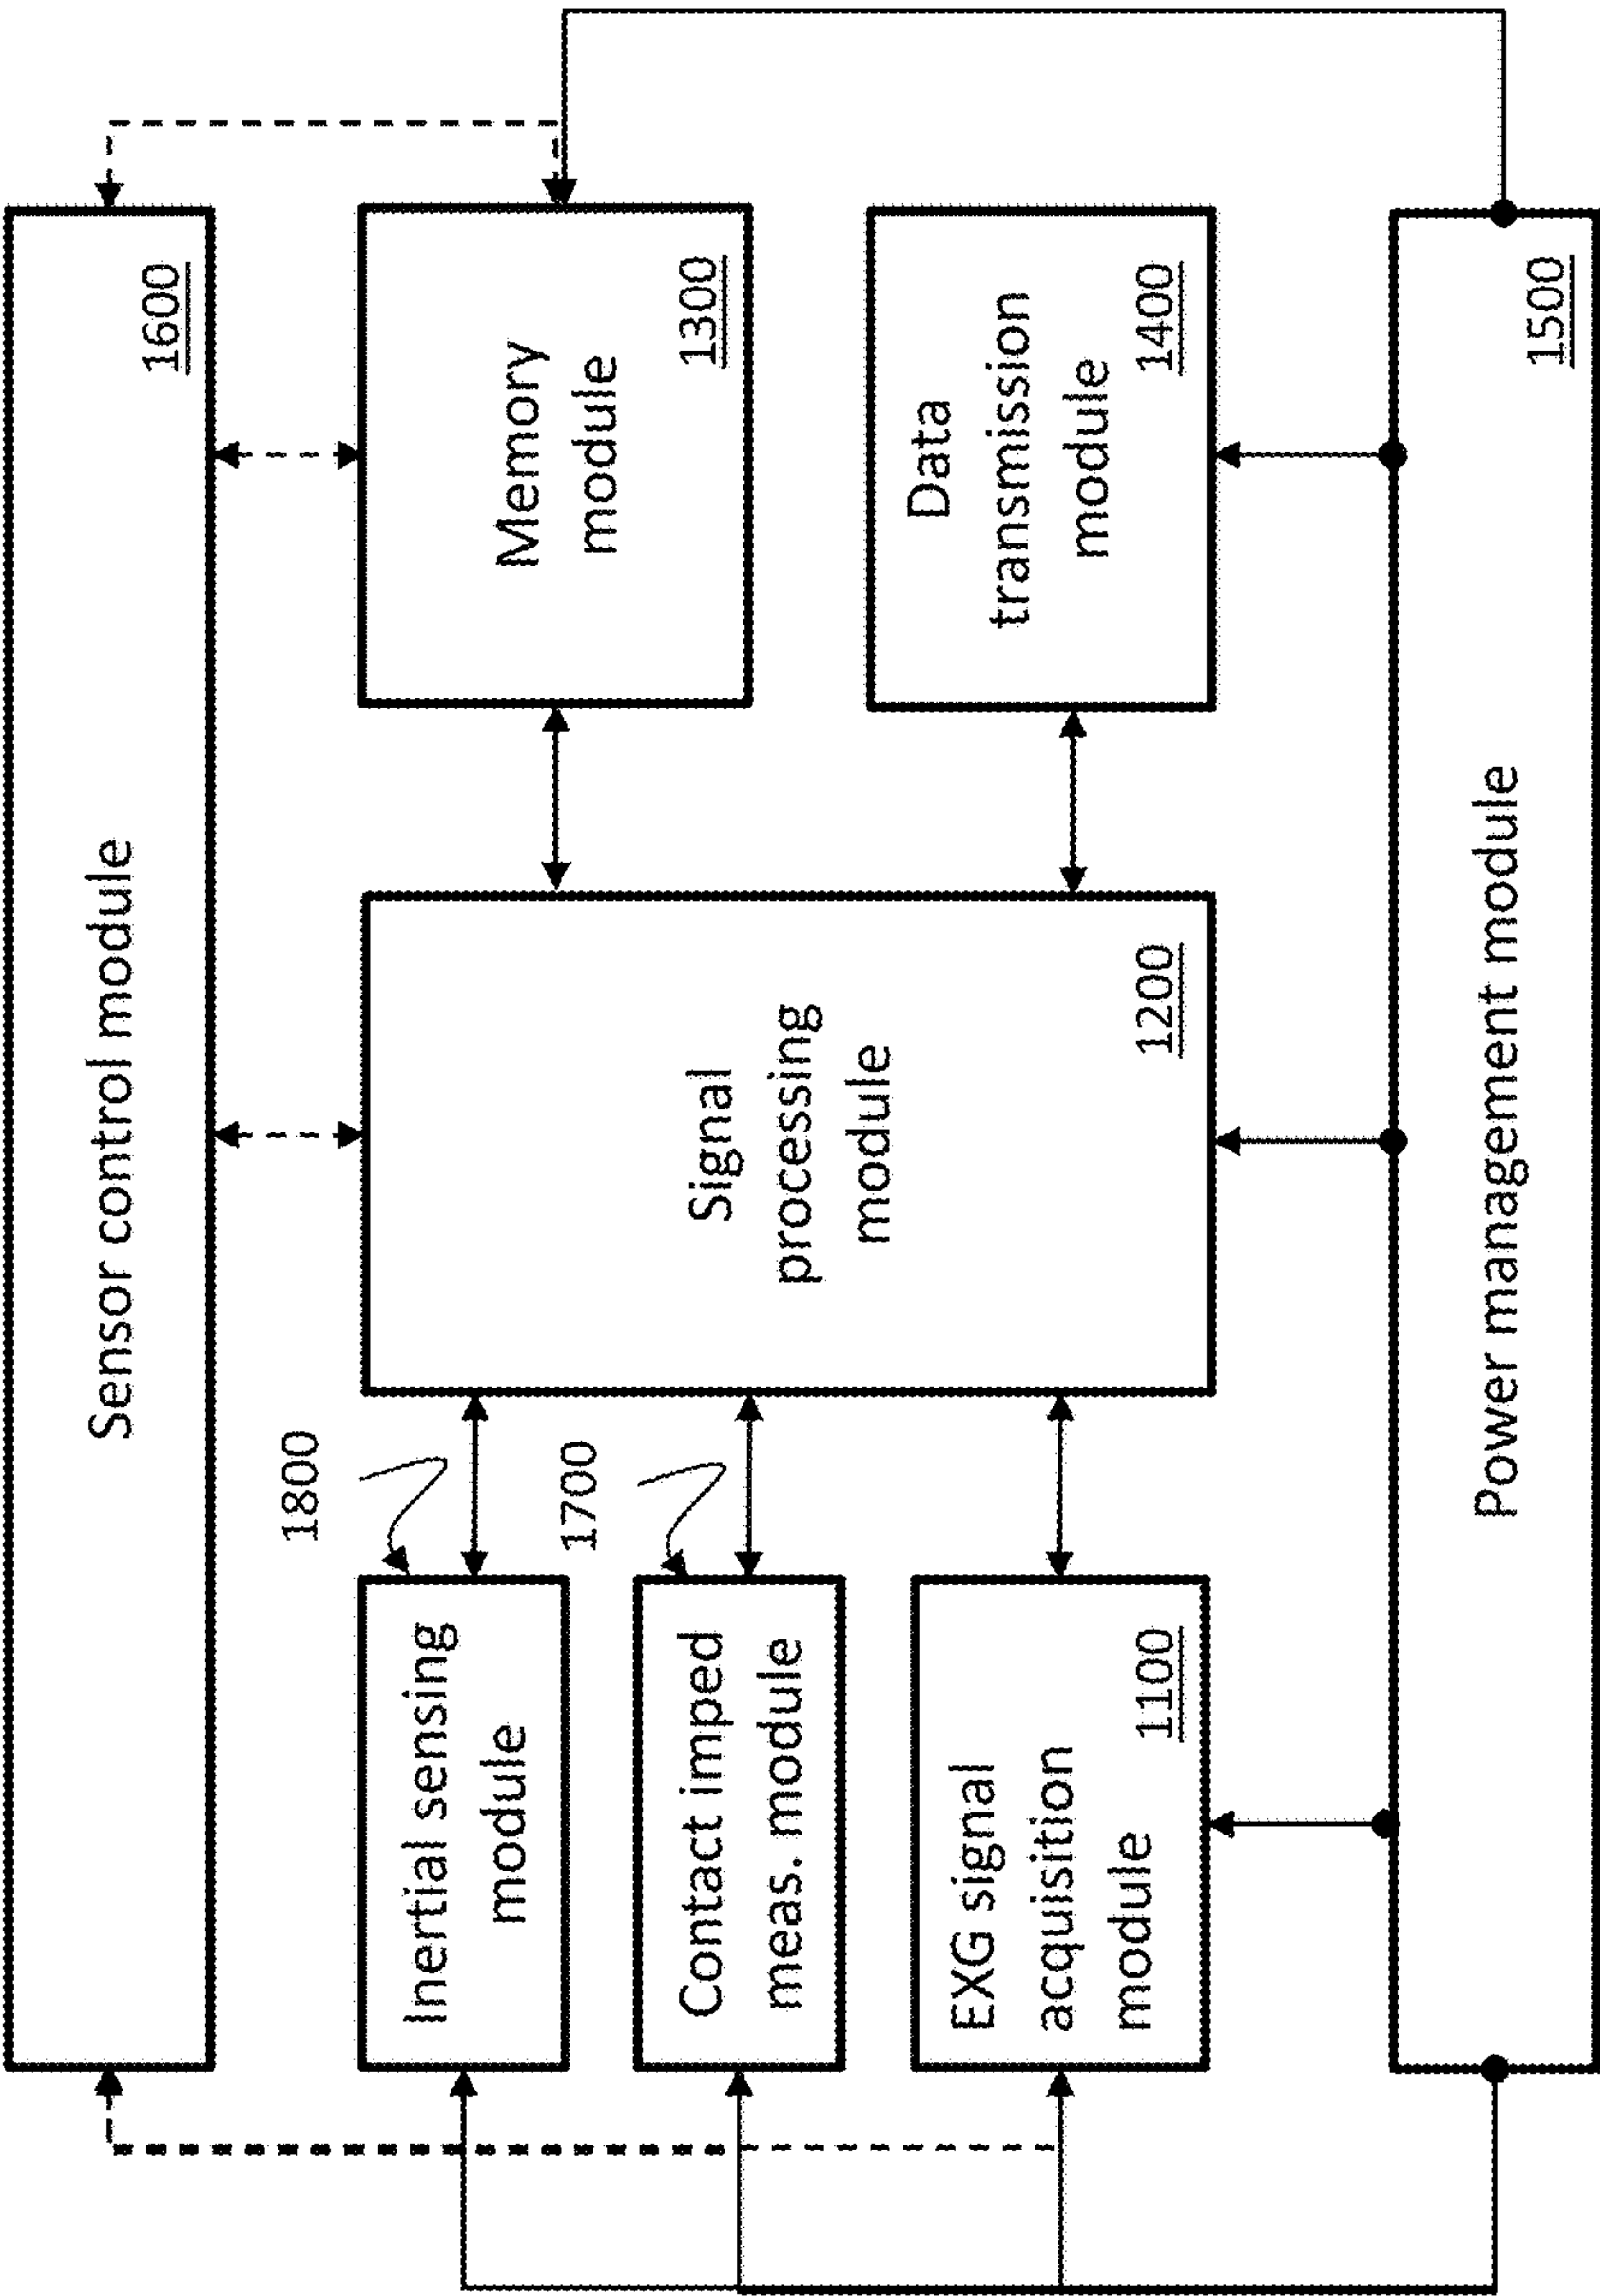 Sensor control module
1600
Inertial sensing
module
1800
Contact imped
meas. module
1700
EXG signal
acquisition
module
1100
Signal
processing
module
1200
Memory
module
1300
Data
transmission
module
1400
Power management module
1500